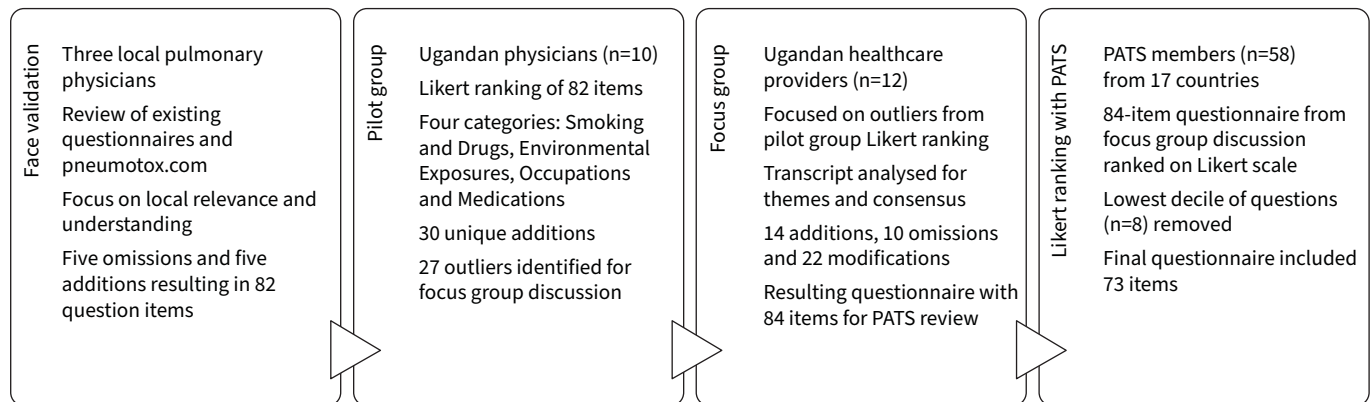 Face validation
Three local pulmonary
physicians
Review of existing
questionnaires and
pneumotox.com
Focus on local relevance and
understanding
Five omissions and five
additions resulting in 82
question items
Pilot group
Ugandan physicians (n=10)
Likert ranking of 82 items
Four categories: Smoking
and Drugs, Environmental
Exposures, Occupations
and Medications
30 unique additions
27 outliers identified for
focus group discussion
Focus group
Ugandan healthcare
providers (n=12)
Focused on outliers from
pilot group Likert ranking
Transcript analysed for
themes and consensus
14 additions, 10 omissions
and 22 modifications
Resulting questionnaire with
84 items for PATS review
Likert ranking with PATS
PATS members (n=58)
from 17 countries
84-item questionnaire from
focus group discussion
ranked on Likert scale
Lowest decile of questions
(n=8) removed
Final questionnaire included
73 items